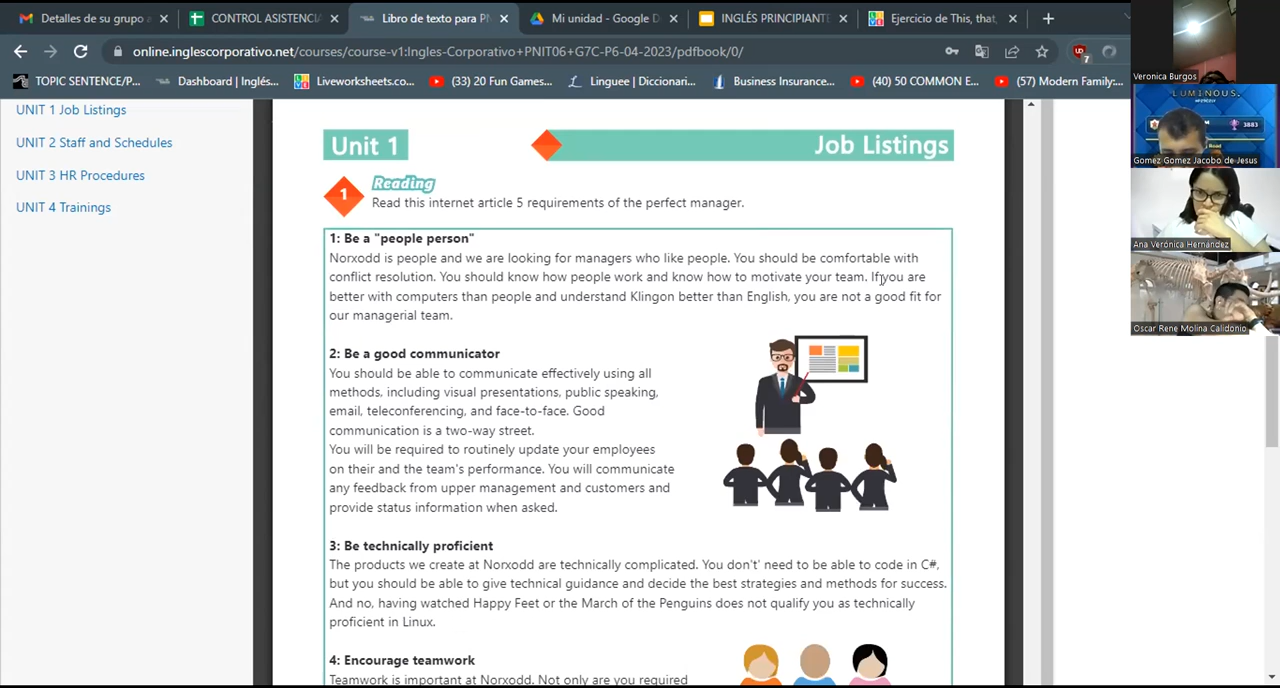 Detalles de su grupo a
CONTROL ASISTENCI
Libro de texto para PN
Mi unidad - Google D
INGLÉS PRINCIPIANTE
Ejercicio de This, that,
online.inglescorporativo.net/courses/course-v1:Ingles-Corporativo+PNIT06+G7C-P6-04-2023/pdfbook/0/
7
TOPIC SENTENCE/P...
Dashboard | Inglés...
Liveworksheets.co...
(33) 20 Fun Games...
Linguee | Diccionari...
Business Insurance...
(40) 50 COMMON E...
(57) Modern Family:...
UNIT 1 Job Listings
UNIT 2 Staff and Schedules
UNIT 3 HR Procedures
UNIT 4 Trainings
Unit 1
Job Listings
1
Reading
Read this internet article 5 requirements of the perfect manager.
1: Be a "people person"
Norxodd is people and we are looking for managers who like people. You should be comfortable with
conflict resolution. You should know how people work and know how to motivate your team. If you are
better with computers than people and understand Klingon better than English, you are not a good fit for
our managerial team.
2: Be a good communicator
You should be able to communicate effectively using all
methods, including visual presentations, public speaking,
email, teleconferencing, and face-to-face. Good
communication is a two-way street.
You will be required to routinely update your employees
on their and the team's performance. You will communicate
any feedback from upper management and customers and
provide status information when asked.
3: Be technically proficient
The products we create at Norxodd are technically complicated. You don't' need to be able to code in C#,
but you should be able to give technical guidance and decide the best strategies and methods for success.
And no, having watched Happy Feet or the March of the Penguins does not qualify you as technically
proficient in Linux.
4: Encourage teamwork
Teamwork is important at Norxodd. Not only are you required
Veronica Burgos
LUMINOUS.
3883
Road
Gomez Gomez Jacobo de Jesus
Ana Verónica Hernández
Oscar Rene Molina Calidonio